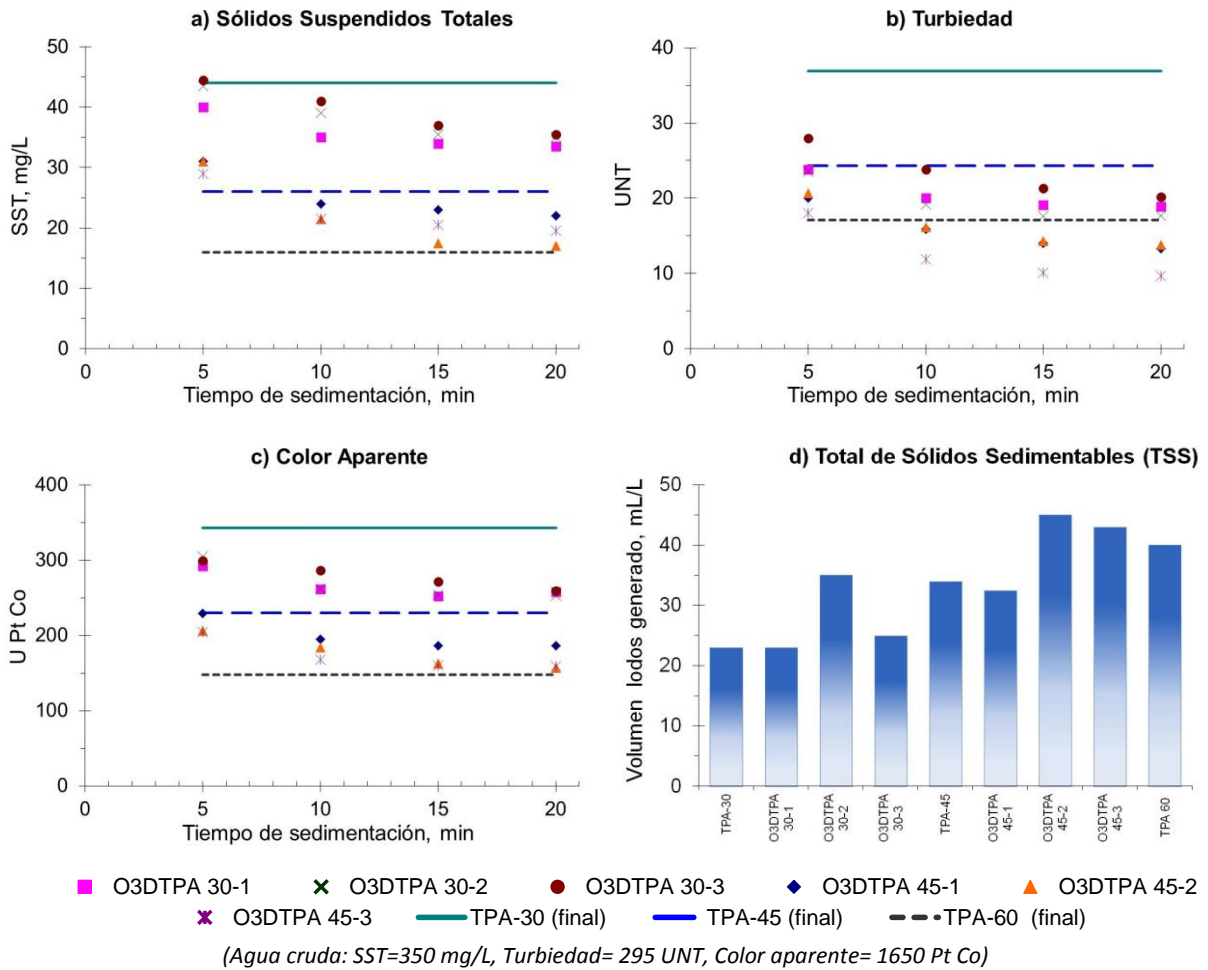 a) Sólidos Suspendidos Totales
50
40
30
20
10
0
SST, mg/L
0 5 10 15 20
Tiempo de sedimentación, min
b) Turbiedad
40
30
20
10
0
UNT
0 5 10 15 20
Tiempo de sedimentación, min
c) Color Aparente
400
300
200
100
0
U Pt Co
0 5 10 15 20
Tiempo de sedimentación, min
d) Total de Sólidos Sedimentables (TSS)
50
40
30
20
10
0
Volumen lodos generado, mL/L
TPA-30
O3DTPA
30-1
O3DTPA
30-2
O3DTPA
30-3
TPA-45
O3DTPA
45-1
O3DTPA
45-2
O3DTPA
45-3
TPA 60
O3DTPA 30-1 O3DTPA 30-2 O3DTPA 30-3 O3DTPA 45-1 O3DTPA 45-2
O3DTPA 45-3 TPA-30 (final) TPA-45 (final) TPA-60 (final)
(Agua cruda: SST=350 mg/L, Turbiedad= 295 UNT, Color aparente= 1650 Pt Co)